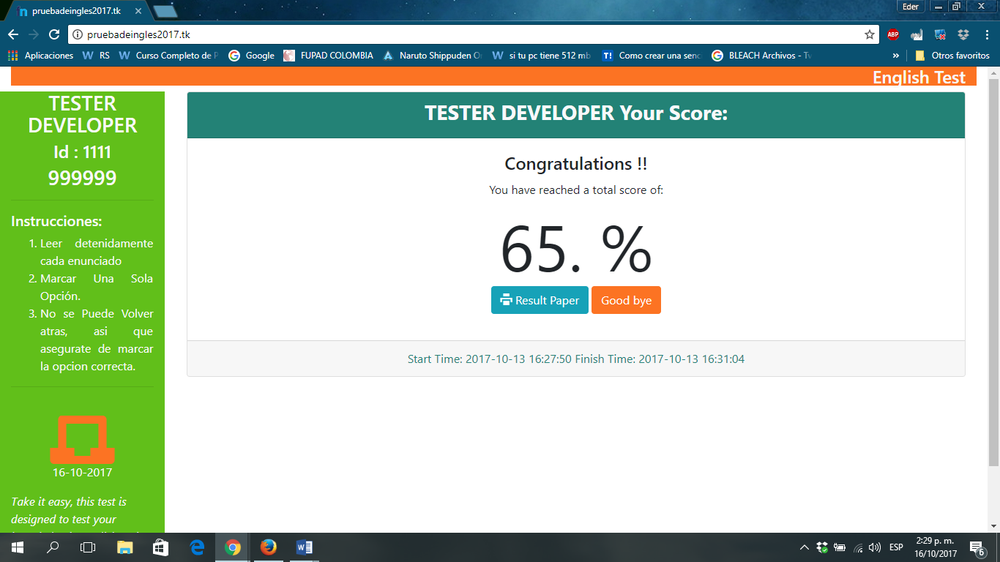 pruebadeingles2017.tk
Eder
pruebadeingles2017.tk
ABP
Aplicaciones
RS
Curso Completo de P
Google
FUPAD COLOMBIA
Naruto Shippuden O
si tu pc tiene 512 mb
T!
Como crear una senc
BLEACH Archivos - Tv
»
Otros favoritos
English Test
TESTER
DEVELOPER
Id : 1111
999999
Instrucciones:
1. Leer detenidamente
cada enunciado
2. Marcar Una Sola
Opción.
3. No se Puede Volver
atras, asi que
asegurate de marcar
la opcion correcta.
16-10-2017
Take it easy, this test is
designed to test your
TESTER DEVELOPER Your Score:
Congratulations !!
You have reached a total score of:
65. %
Result Paper
Good bye
Start Time: 2017-10-13 16:27:50 Finish Time: 2017-10-13 16:31:04
ESP
2:29 p. m.
16/10/2017
6